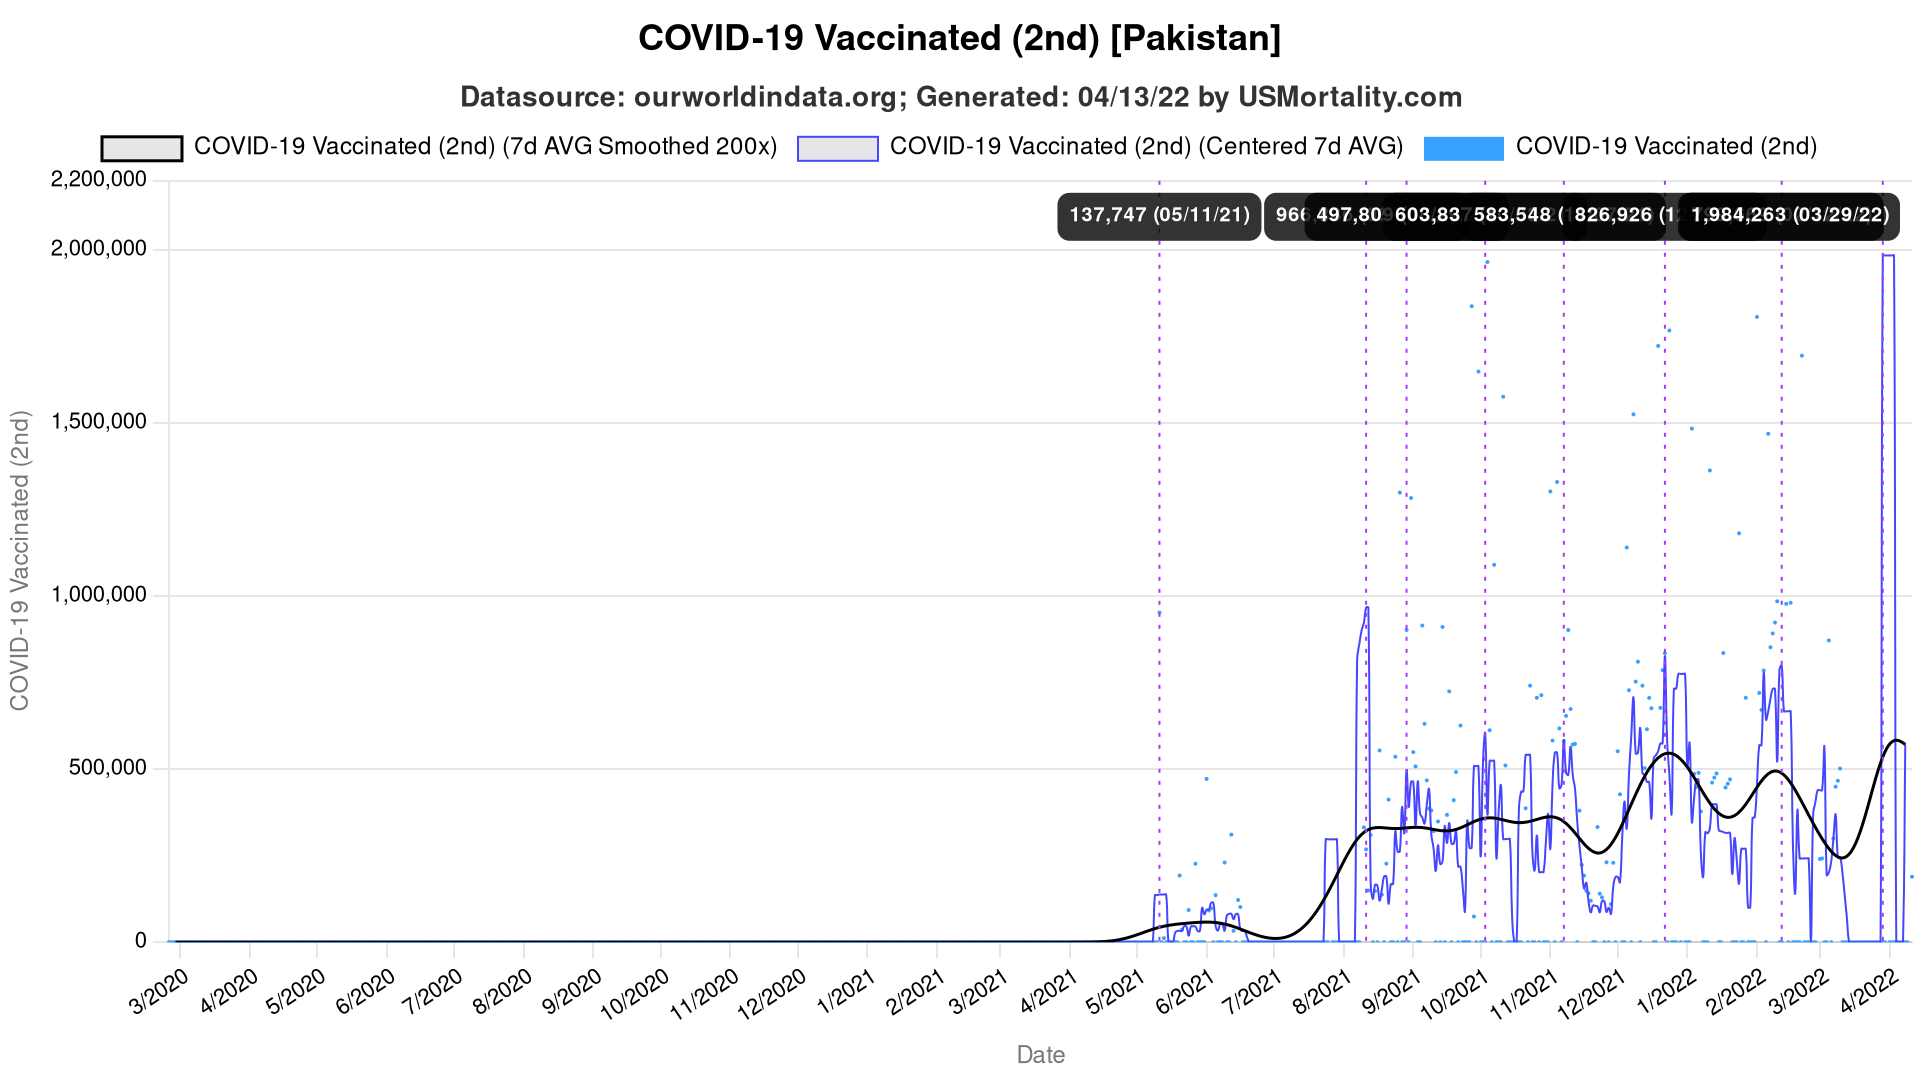 COVID-19 Vaccinated (2nd) [Pakistan]
Datasource: ourworldindata.org; Generated: 04/13/22 by USMortality.com
COVID-19 Vaccinated (2nd) (7d AVG Smoothed 200x) COVID-19 Vaccinated (2nd) (Centered 7d AVG) COVID-19 Vaccinated (2nd)
2,200,000
137,747 (05/11/21) 966 497,80 603,83 583,548 ( 826,926 (1 1,984,263 (03/29/22)
2,000,000
1,500,000
1,000,000
500,000
0
COVID-19 Vaccinated (2nd)
3/2020 4/2020 5/2020 6/2020 7/2020 8/2020 9/2020 10/2020 11/2020 12/2020 1/2021 2/2021 3/2021 4/2021 5/2021 6/2021 7/2021 8/2021 9/2021 10/2021 11/2021 12/2021 1/2022 2/2022 3/2022 4/2022
Date